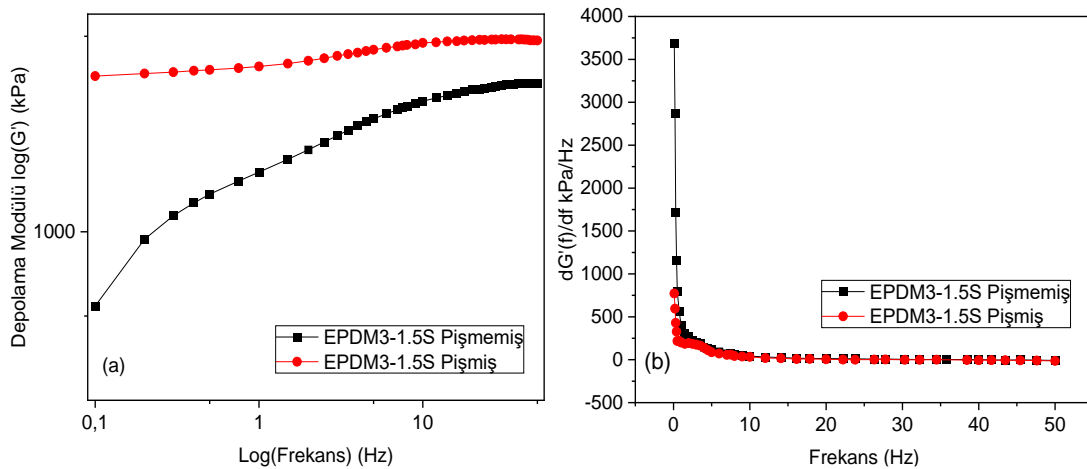 Depolama Modülü log(G') (kPa)
1000
(a)
EPDM3-1.5S Pişmemiş
EPDM3-1.5S Pişmiş
0,1
1
10
Log(Frekans) (Hz)
dG'(f)/df kPa/Hz
4000
3500
3000
2500
2000
1500
1000
500
0
-500
(b)
EPDM3-1.5S Pişmemiş
EPDM3-1.5S Pişmiş
0
10
20
30
40
50
Frekans (Hz)